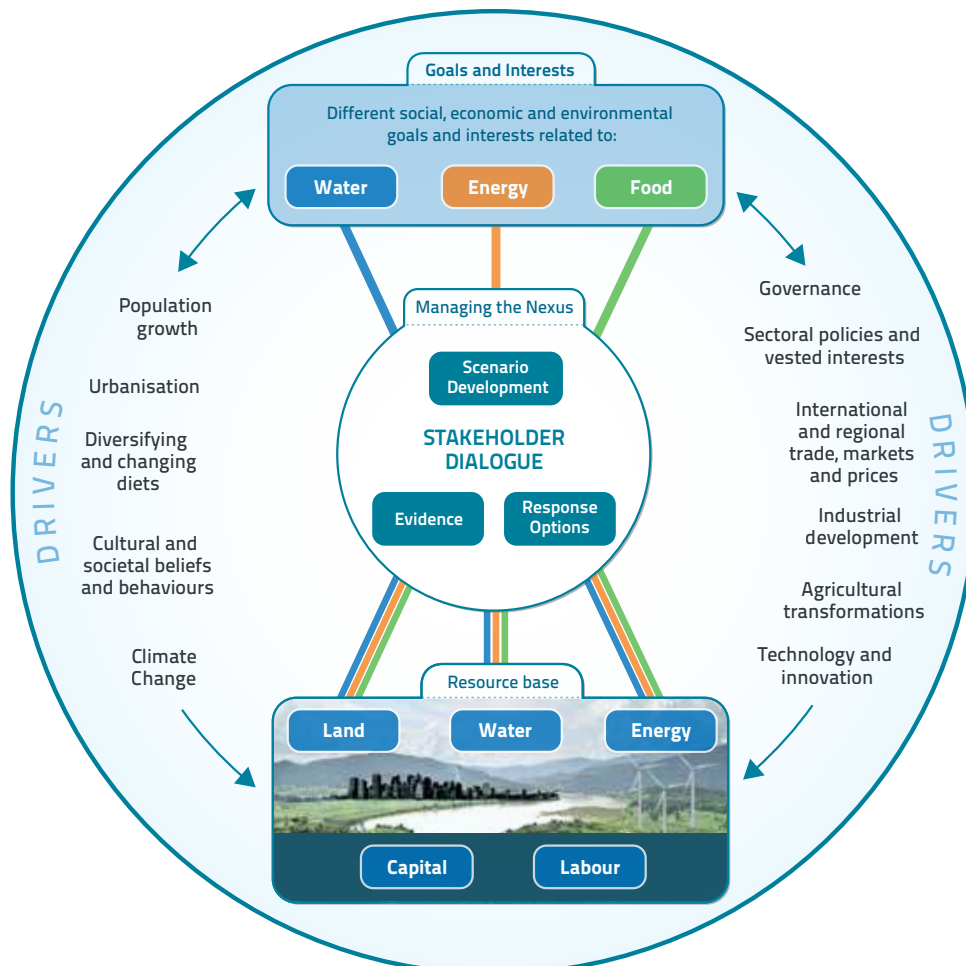 Goals and Interests
Different social, economic and environmental
goals and interests related to:
Water
Energy
Food
DRIVERS
Population
growth
Urbanisation
Diversifying
and changing
diets
Cultural and
societal beliefs
and behaviours
Climate
Change
Managing the Nexus
Scenario
Development
STAKEHOLDER
DIALOGUE
Evidence
Response
Options
Governance
Sectoral policies and
vested interests
International
and regional
trade, markets
and prices
Industrial
development
Agricultural
transformations
Technology and
innovation
DRIVERS
Resource base
Land
Water
Energy
Capital
Labour